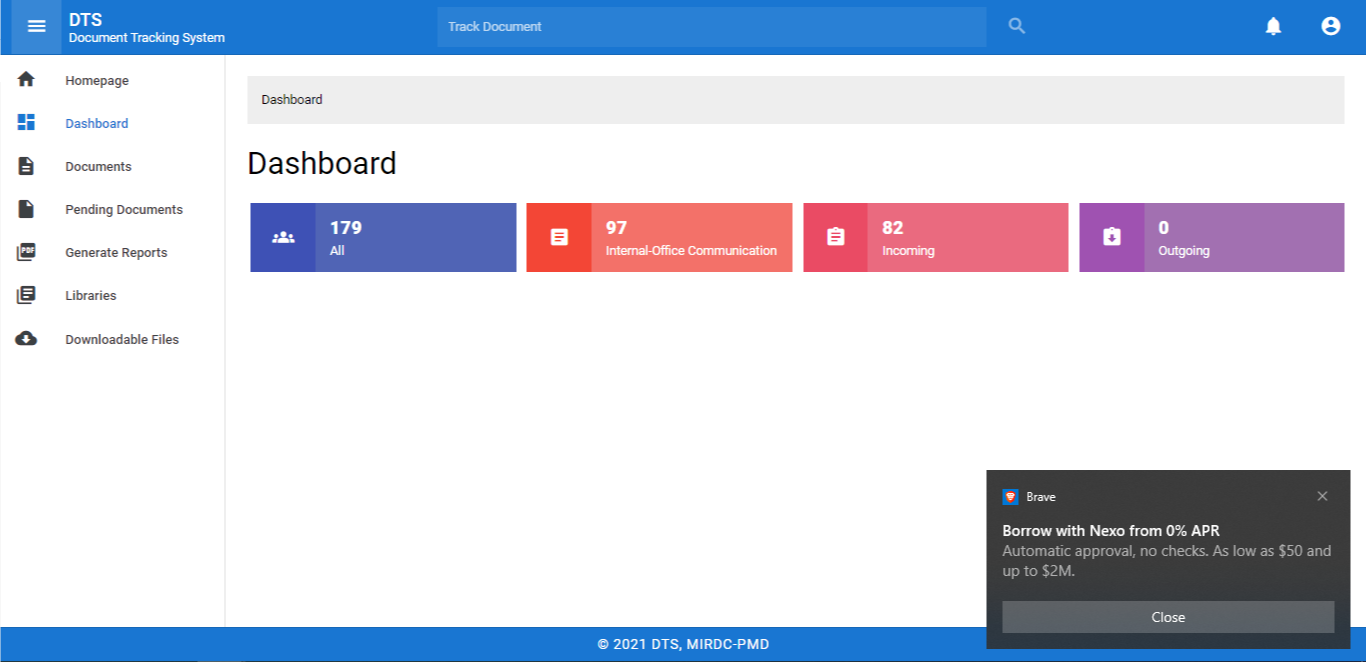 DTS
Document Tracking System
Track Document
Homepage
Dashboard
Documents
Pending Documents
PDF
Generate Reports
Libraries
Downloadable Files
Dashboard
Dashboard
179
All
97
Internal-Office Communication
82
Incoming
0
Outgoing
Brave
Borrow with Nexo from 0% APR
Automatic approval, no checks. As low as $50 and
up to $2M.
Close
© 2021 DTS, MIRDC-PMD